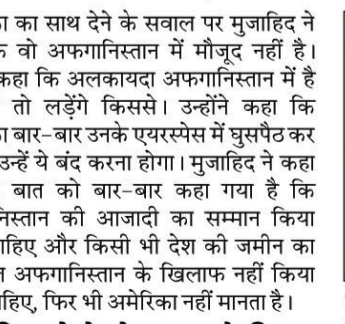 का साथ देने के सवाल पर मुजाहिद ने
वो अफगानिस्तान में मौजूद नहीं है।
कहा कि अलकायदा अफगानिस्तान में है
तो लड़ेंगे किससे। उन्होंने कहा कि
बार-बार उनके एयरस्पेस में घुसपैठ कर
उन्हें ये बंद करना होगा। मुजाहिद ने कहा
बात को बार-बार कहा गया है कि
निस्तान की आजादी का सम्मान किया
हिए और किसी भी देश की जमीन का
अफगानिस्तान के खिलाफ नहीं किया
हिए, फिर भी अमेरिका नहीं मानता है।